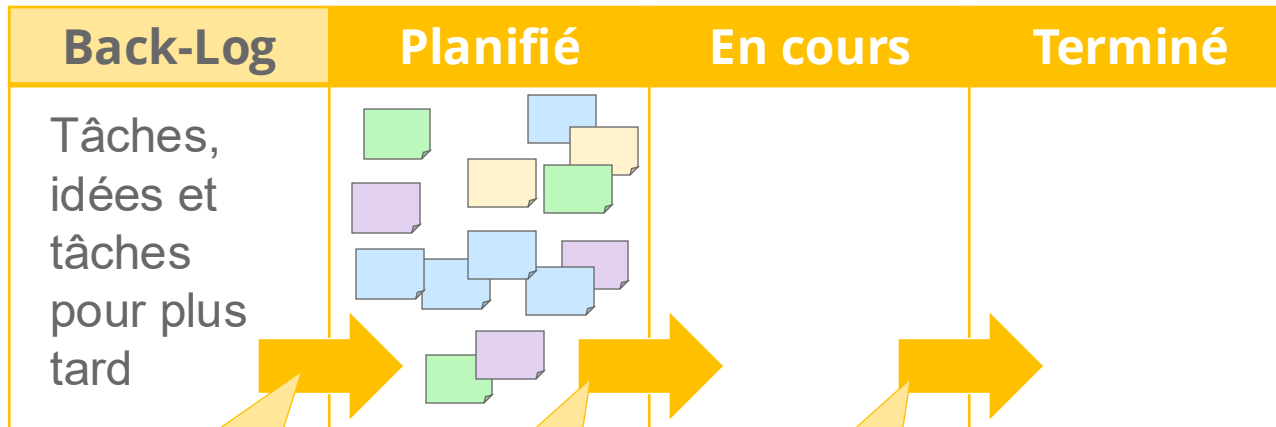 Back-Log
Planifié
En cours
Terminé
Tâches,
idées et
tâches
pour plus
tard